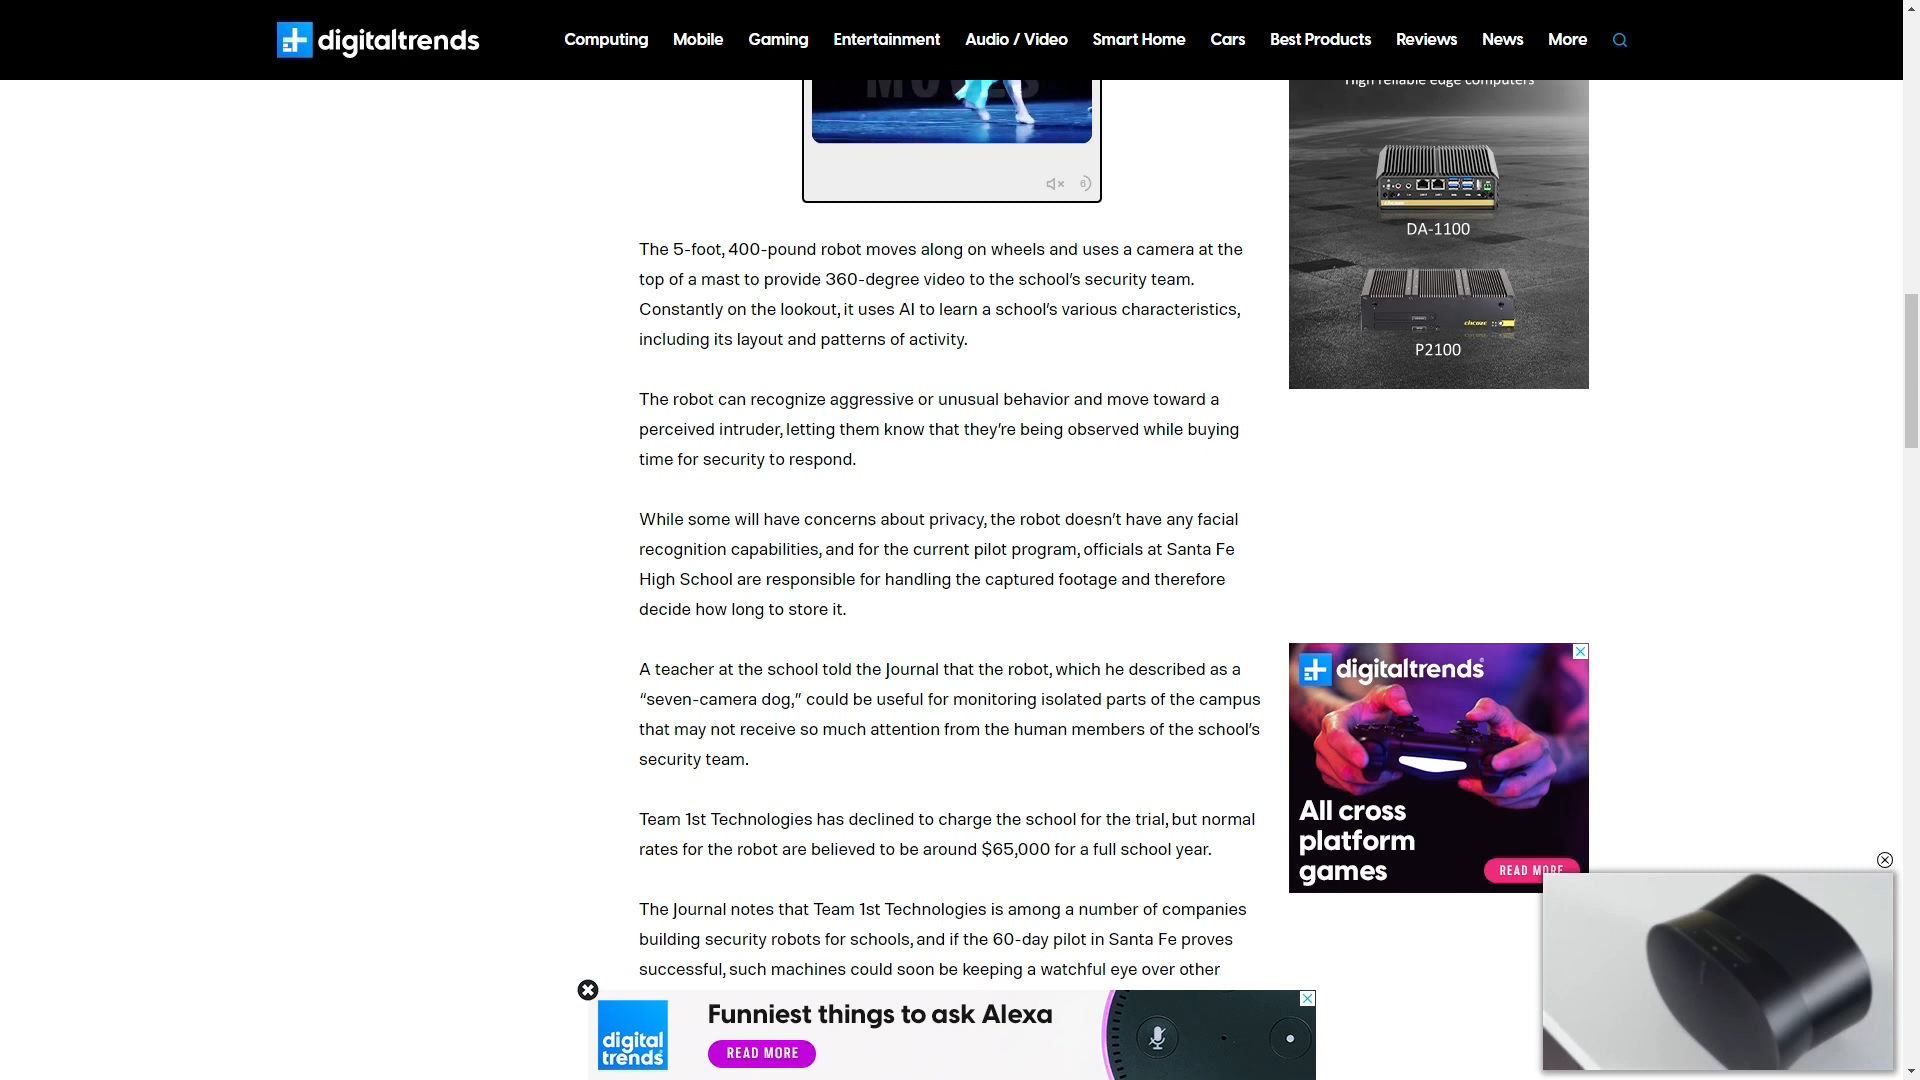 digitaltrends
Computing Mobile Gaming Entertainment Audio / Video Smart Home Cars Best Products Reviews News More
High reliable edge computers
MOVES
6
DA-1100
P2100
The 5-foot, 400-pound robot moves along on wheels and uses a camera at the
top of a mast to provide 360-degree video to the school’s security team.
Constantly on the lookout, it uses AI to learn a school’s various characteristics,
including its layout and patterns of activity.
The robot can recognize aggressive or unusual behavior and move toward a
perceived intruder, letting them know that they’re being observed while buying
time for security to respond.
While some will have concerns about privacy, the robot doesn’t have any facial
recognition capabilities, and for the current pilot program, officials at Santa Fe
High School are responsible for handling the captured footage and therefore
decide how long to store it.
A teacher at the school told the Journal that the robot, which he described as a
“seven-camera dog,” could be useful for monitoring isolated parts of the campus
that may not receive so much attention from the human members of the school’s
security team.
Team 1st Technologies has declined to charge the school for the trial, but normal
rates for the robot are believed to be around $65,000 for a full school year.
The Journal notes that Team 1st Technologies is among a number of companies
building security robots for schools, and if the 60-day pilot in Santa Fe proves
successful, such machines could soon be keeping a watchful eye over other
digitaltrends
All cross
platform
games
READ MORE
digital
trends
Funniest things to ask Alexa
READ MORE